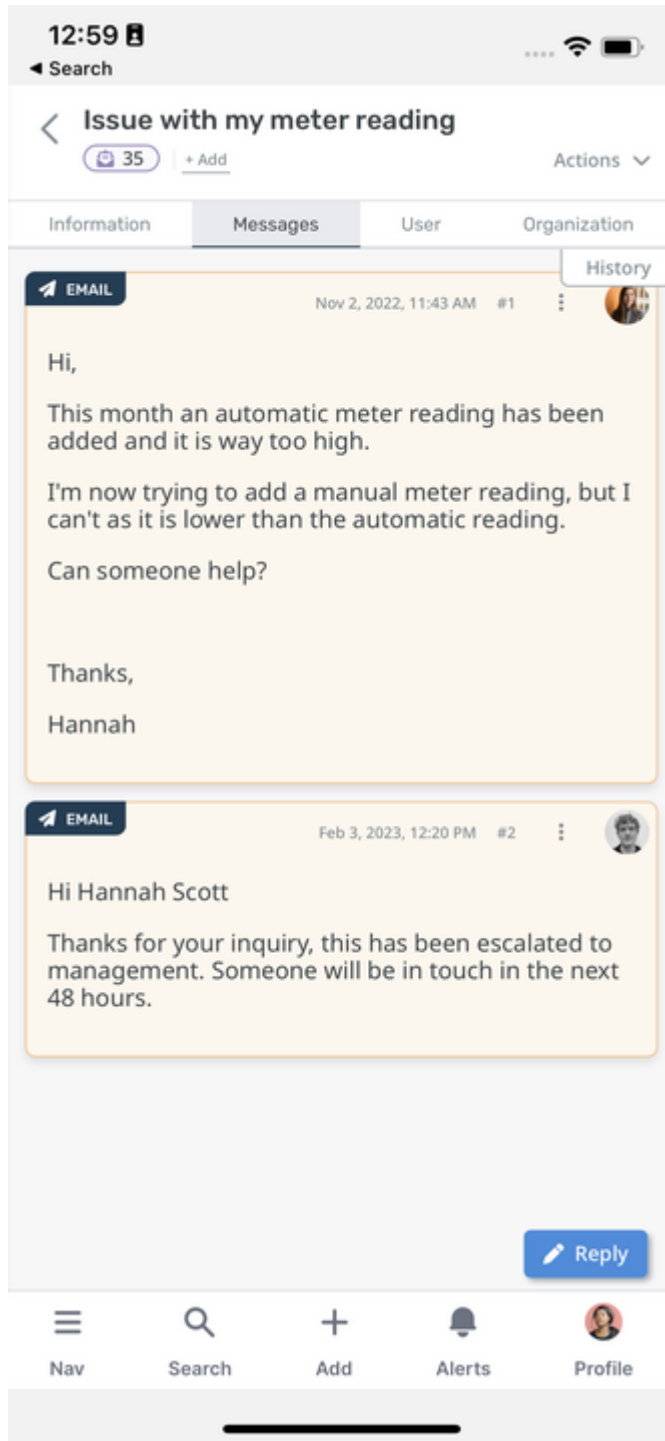 12:59
◄ Search
Issue with my meter reading
35
+ Add
Actions
Information
Messages
User
Organization
History
EMAIL
Nov 2, 2022, 11:43 AM #1
Hi,
This month an automatic meter reading has been
added and it is way too high.
I'm now trying to add a manual meter reading, but I
can't as it is lower than the automatic reading.
Can someone help?
Thanks,
Hannah
EMAIL
Feb 3, 2023, 12:20 PM #2
Hi Hannah Scott
Thanks for your inquiry, this has been escalated to
management. Someone will be in touch in the next
48 hours.
Reply
Nav
Search
Add
Alerts
Profile